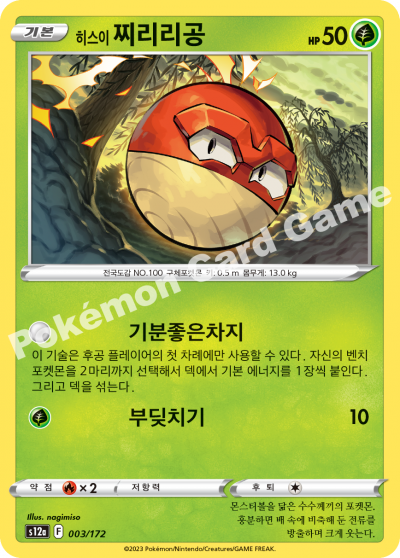 기본 히스이 찌리리공 HP 50
전국도감 NO.100 구체포켓몬 키: 0.5 m 몸무게: 13.0 kg
Pokémon Card Game
기분좋은차지
이 기술은 후공 플레이어의 첫 차례에만 사용할 수 있다. 자신의 벤치
포켓몬을 2마리까지 선택해서 덱에서 기본 에너지를 1장씩 붙인다.
그리고 덱을 섞는다.
부딪치기 10
약점 ×2 저항력 후퇴
Illus. nagimiso
s12a F 003/172
몬스터볼을 닮은 수수께끼의 포켓몬.
흥분하면 배 속에 비축해 둔 전류를
방출하며 크게 웃는다.
©2023 Pokémon/Nintendo/Creatures/GAME FREAK.